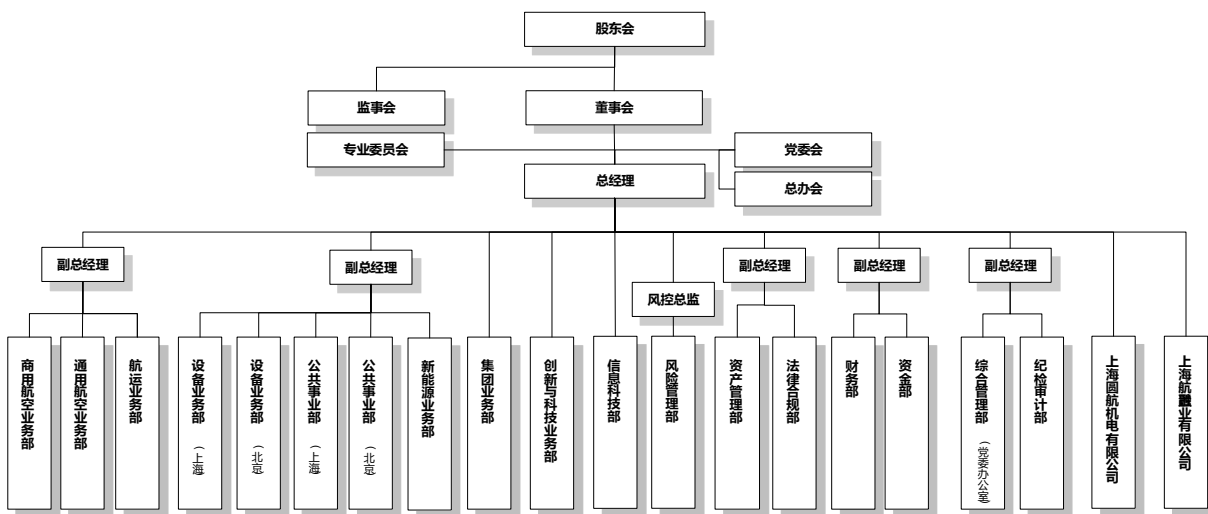 股东会
监事会
董事会
专业委员会
党委会
总经理
总办会
副总经理
副总经理
副总经理
副总经理
副总经理
风控总监
商用航空业务部
通用航空业务部
航运业务部
设备业务部（上海）
设备业务部（北京）
公共事业部（上海）
公共事业部（北京）
新能源业务部
集团业务部
创新与科技业务部
信息科技部
风险管理部
资产管理部
法律合规部
财务部
资金部
综合管理部（党委办公室）
纪检审计部
上海圆航机电有限公司
上海航融业有限公司